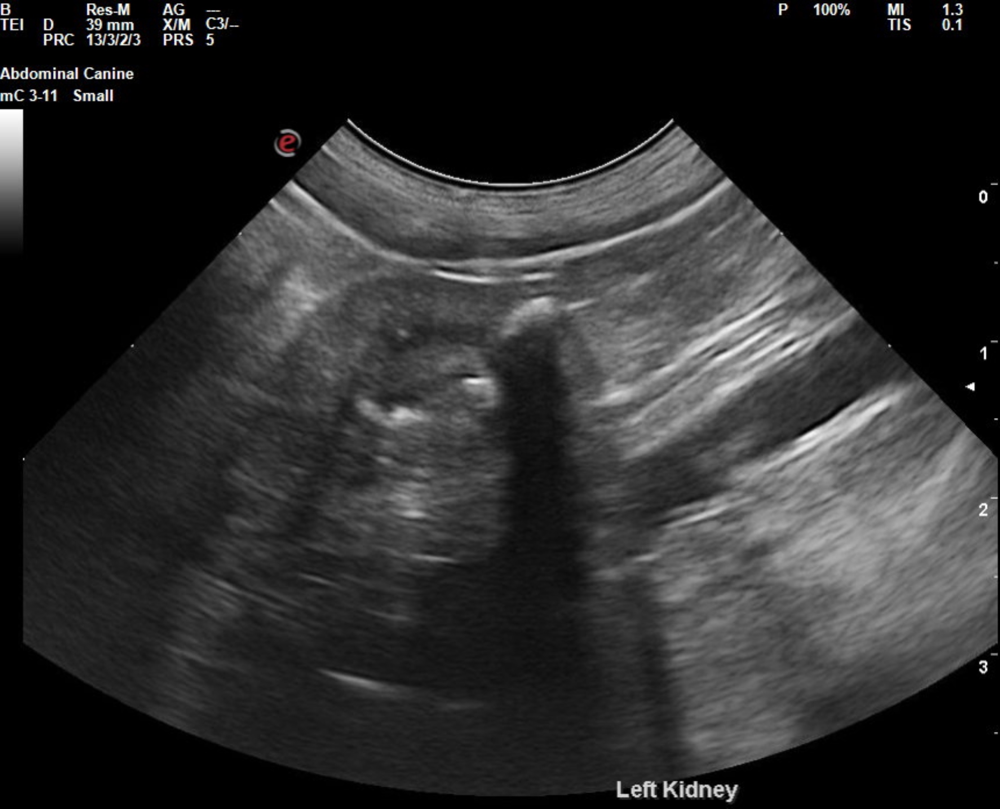 B Res-M AG --- P 100% MI 1.3
TEI D 39 mm X/M C3/-- TIS 0.1
PRC 13/3/2/3 PRS 5
Abdominal Canine
mC 3-11 Small
e
0
1
2
3
Left Kidney